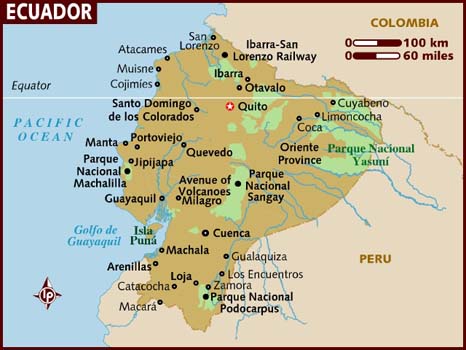 ECUADOR
COLOMBIA
0 100 km
0 60 miles
San
Lorenzo
Ibarra-San
Lorenzo Railway
Atacames
Muisne
Cojimíes
Ibarra
Otavalo
Equator
Santo Domingo
de los Colorados
Quito
Cuyabeno
Limoncocha
Coca
PACIFIC
OCEAN
Manta
Portoviejo
Jipijapa
Quevedo
Oriente
Province
Parque Nacional
Yasuní
Parque
Nacional
Machalilla
Avenue of
Volcanoes
Parque
Nacional
Sangay
Guayaquil
Milagro
Golfo de
Guayaquil
Isla
Puná
Cuenca
Machala
Gualaquiza
PERU
Arenillas
Los Encuentros
Catacocha
Loja
Zamora
Macará
Parque Nacional
Podocarpus
lp